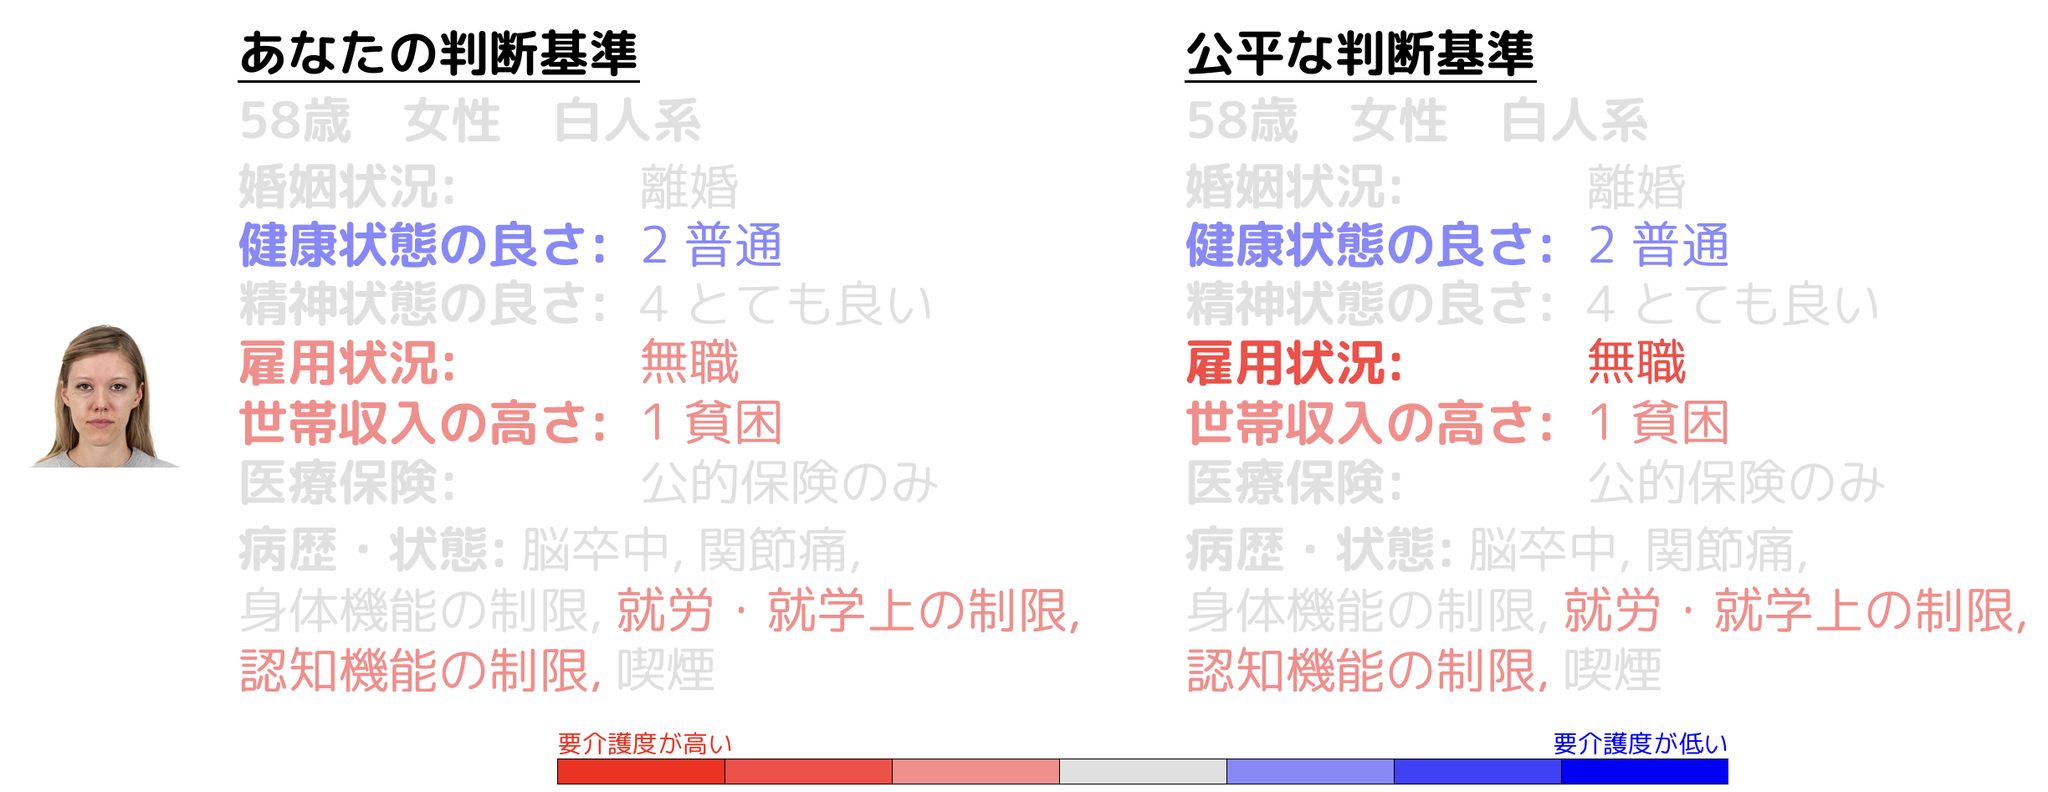 あなたの判断基準
58歳　女性　白人系
婚姻状況: 離婚
健康状態の良さ: 2 普通
精神状態の良さ: 4 とても良い
雇用状況: 無職
世帯収入の高さ: 1 貧困
医療保険: 公的保険のみ
病歴・状態: 脳卒中, 関節痛,
身体機能の制限, 就労・就学上の制限,
認知機能の制限, 喫煙
公平な判断基準
58歳　女性　白人系
婚姻状況: 離婚
健康状態の良さ: 2 普通
精神状態の良さ: 4 とても良い
雇用状況: 無職
世帯収入の高さ: 1 貧困
医療保険: 公的保険のみ
病歴・状態: 脳卒中, 関節痛,
身体機能の制限, 就労・就学上の制限,
認知機能の制限, 喫煙
要介護度が高い
要介護度が低い